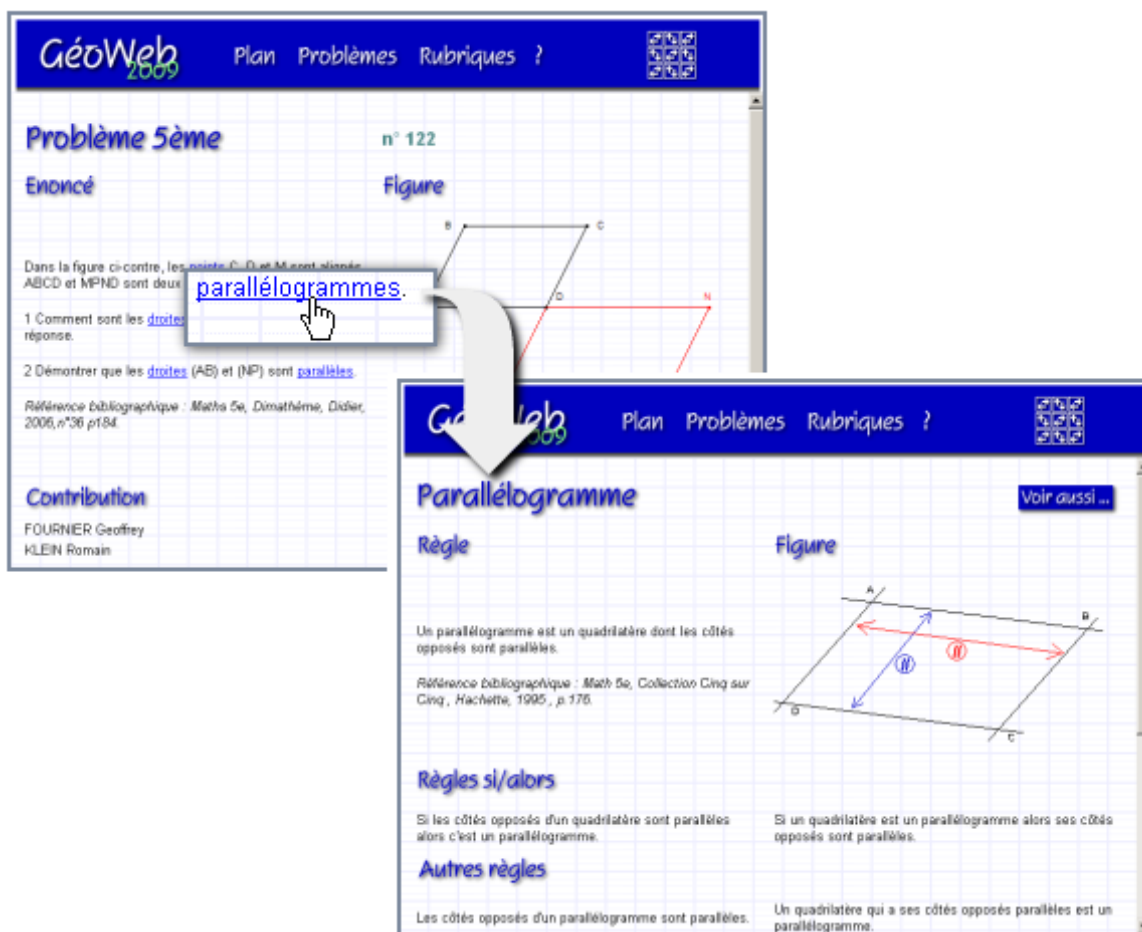 GéoWeb
2009
Plan Problèmes Rubriques ?
Problème 5ème
n° 122
Enoncé
Figure
B
C
D
N
Dans la figure ci-contre, les points C, D et M sont alignés
ABCD et MPND sont deux
parallélogrammes.
1 Comment sont les droites
réponse.
2 Démontrer que les droites (AB) et (NP) sont parallèles.
Référence bibliographique : Maths 5e, Dimathème, Didier,
2006,n°36 p184.
Contribution
FOURNIER Geoffrey
KLEIN Romain
Plan Problèmes Rubriques ?
Parallélogramme
Voir aussi ...
Règle
Figure
A
B
//
//
D
C
Un parallélogramme est un quadrilatère dont les côtés
opposés sont parallèles.
Référence bibliographique : Math 5e, Collection Cinq sur
Cinq , Hachette, 1995 , p.176.
Règles si/alors
Si les côtés opposés d'un quadrilatère sont parallèles
alors c'est un parallélogramme.
Si un quadrilatère est un parallélogramme alors ses côtés
opposés sont parallèles.
Autres règles
Les côtés opposés d'un parallélogramme sont parallèles.
Un quadrilatère qui a ses côtés opposés parallèles est un
parallélogramme.